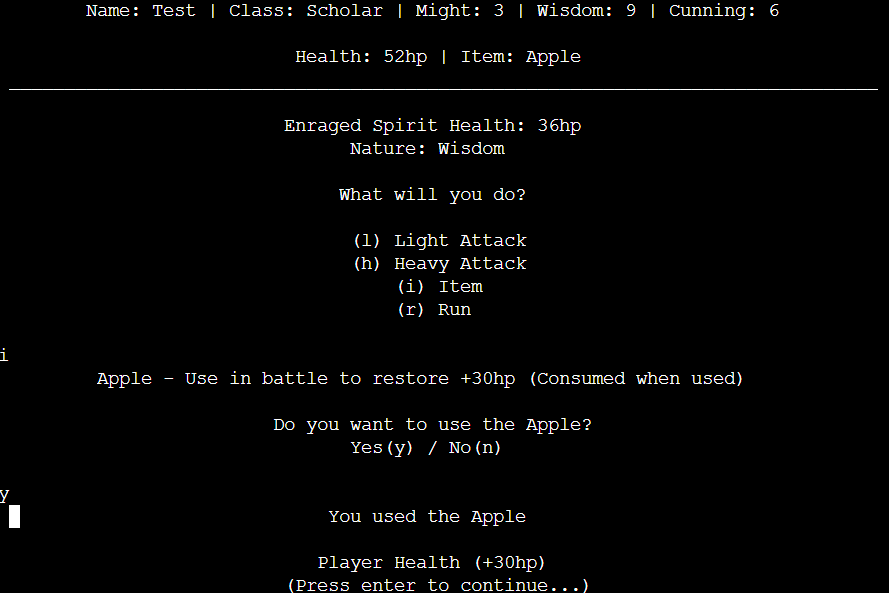 Name: Test | Class: Scholar | Might: 3 | Wisdom: 9 | Cunning: 6
Health: 52hp | Item: Apple
Enraged Spirit Health: 36hp
Nature: Wisdom
What will you do?
(l) Light Attack
(h) Heavy Attack
(i) Item
(r) Run
i
Apple - Use in battle to restore +30hp (Consumed when used)
Do you want to use the Apple?
Yes(y) / No(n)
y
You used the Apple
Player Health (+30hp)
(Press enter to continue...)